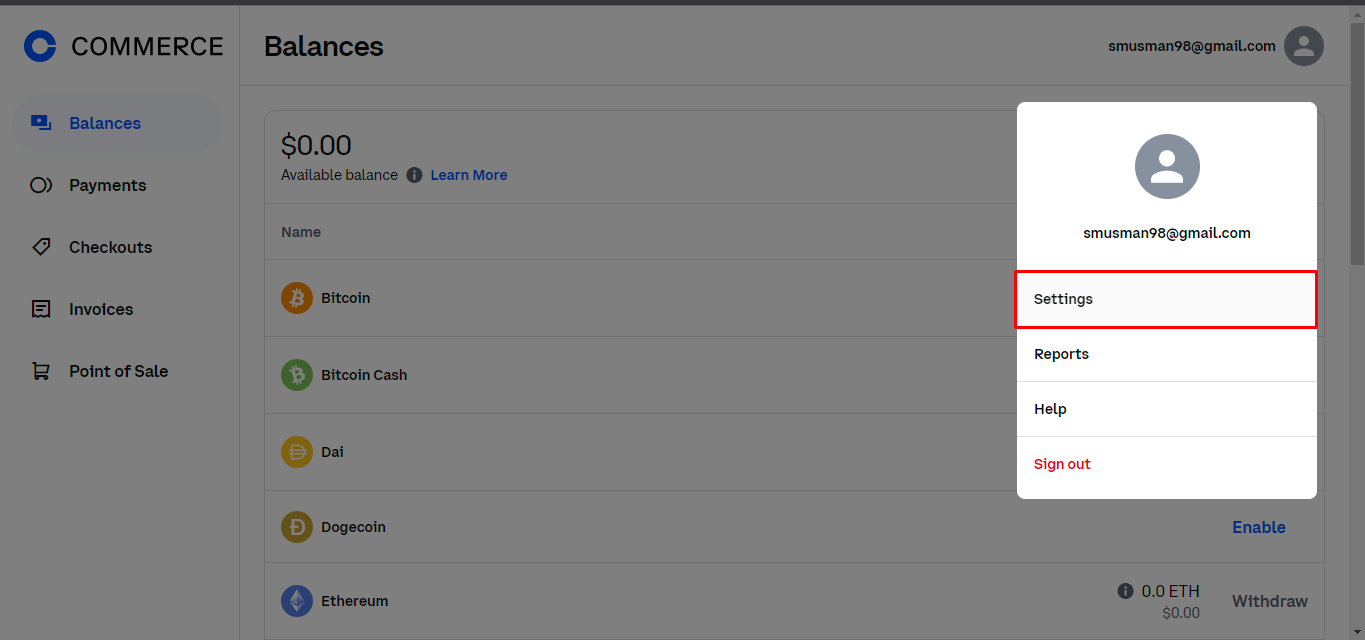 COMMERCE
Balances
Payments
Checkouts
Invoices
Point of Sale
Balances
smusman98@gmail.com
$0.00
Available balance Learn More
Name
Bitcoin
Bitcoin Cash
Dai
Dogecoin
Enable
Ethereum
0.0 ETH
$0.00
Withdraw
smusman98@gmail.com
Settings
Reports
Help
Sign out